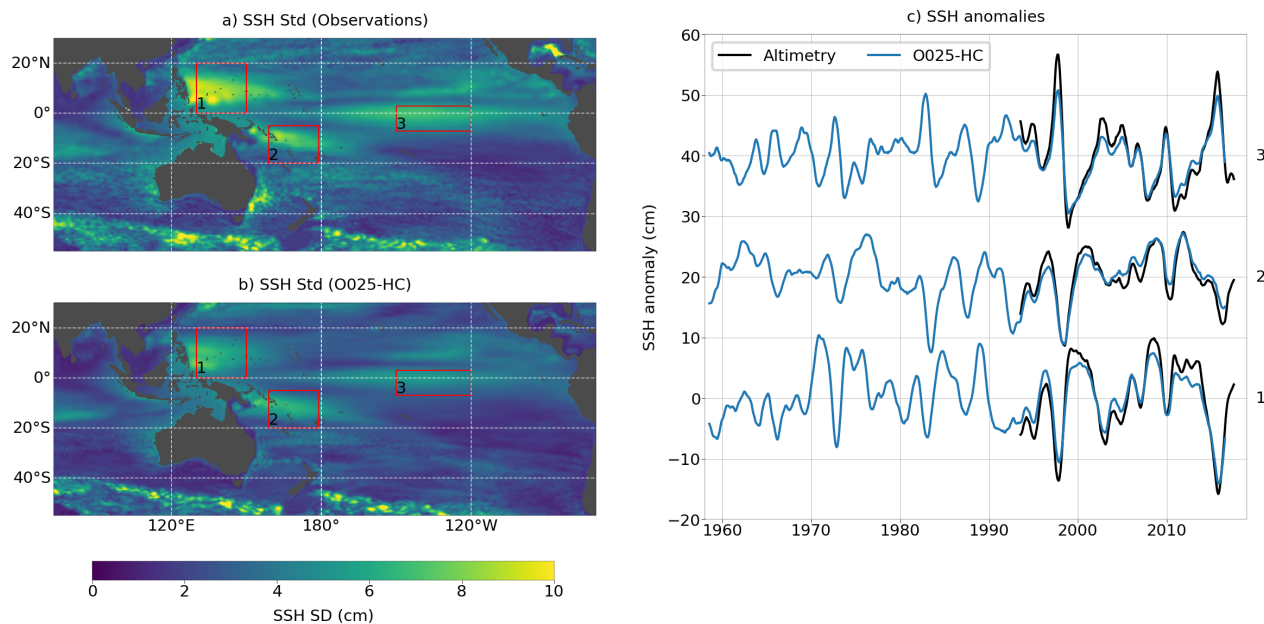 a) SSH Std (Observations)
20°N
0°
20°S
40°S
1
2
3
b) SSH Std (O025-HC)
20°N
0°
20°S
40°S
1
2
3
120°E
180°
120°W
0
2
4
6
8
10
SSH SD (cm)
c) SSH anomalies
Altimetry
O025-HC
SSH anomaly (cm)
60
50
40
30
20
10
0
−10
−20
1960
1970
1980
1990
2000
2010
3
2
1